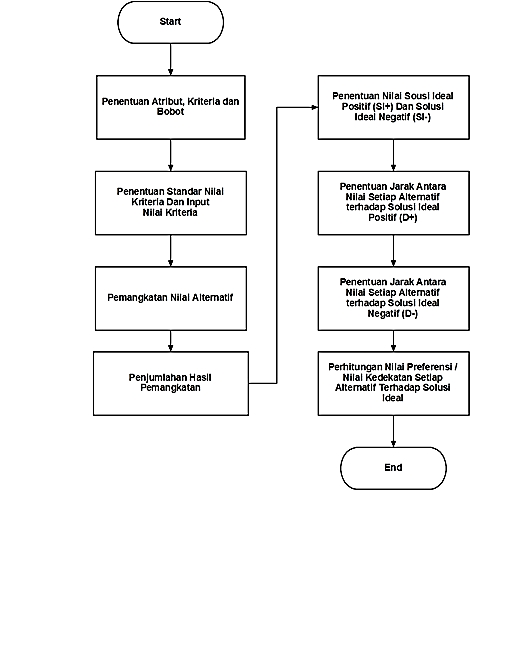 Start
Penentuan Atribut, Kriteria dan
Bobot
Penentuan Standar Nilai
Kriteria Dan Input
Nilai Kriteria
Pemangkatan Nilai Alternatif
Penjumlahan Hasil
Pemangkatan
Penentuan Nilai Sousi Ideal
Positif (SI+) Dan Solusi
Ideal Negatif (SI-)
Penentuan Jarak Antara
Nilai Setiap Alternatif
terhadap Solusi Ideal
Positif (D+)
Penentuan Jarak Antara
Nilai Setiap Alternatif
terhadap Solusi Ideal
Negatif (D-)
Perhitungan Nilai Preferensi /
Nilai Kedekatan Setiap
Alternatif Terhadap Solusi
Ideal
End